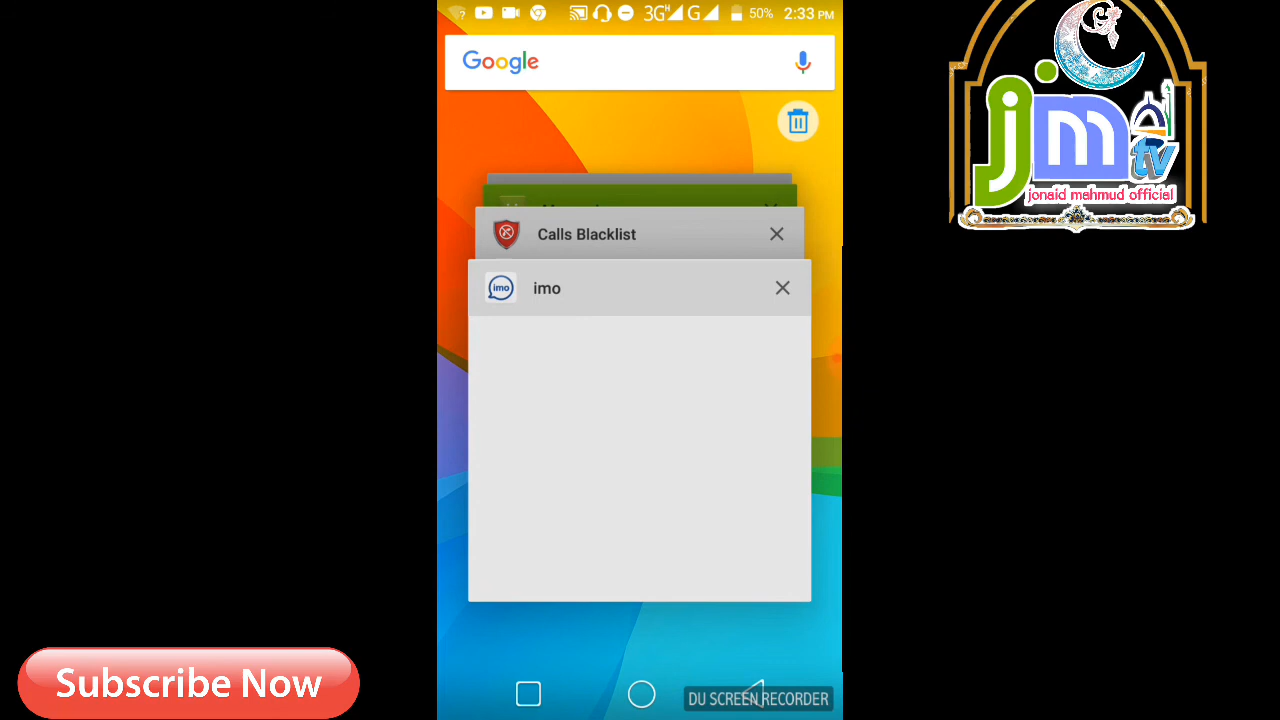 3G H G 50% 2:33 PM
Google
Calls Blacklist
imo
imo
DU SCREEN RECORDER
Subscribe Now
jm tv
jonaid mahmud official